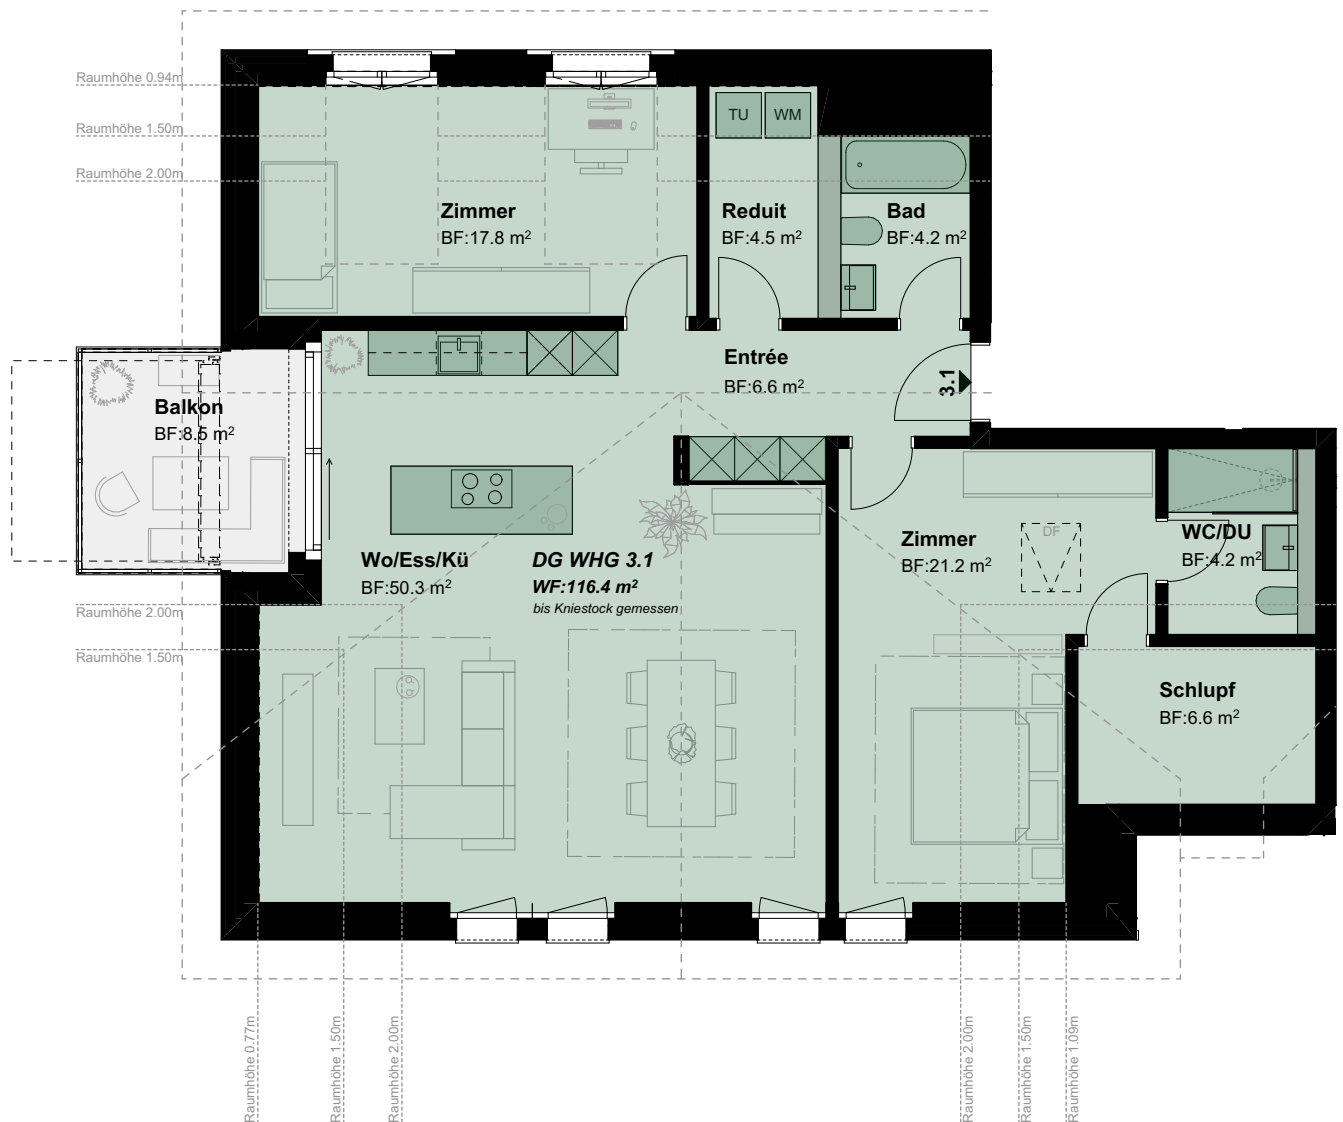 Raumhöhe 0.94m
Raumhöhe 1.50m
Raumhöhe 2.00m
TU
WM
Zimmer
BF:17.8 m²
Reduit
BF:4.5 m²
Bad
BF:4.2 m²
Entrée
BF:6.6 m²
3.1
Balkon
BF:8.5 m²
Wo/Ess/Kü
BF:50.3 m²
DG WHG 3.1
WF:116.4 m²
bis Kniestock gemessen
Zimmer
BF:21.2 m²
DF
WC/DU
BF:4.2 m²
Raumhöhe 2.00m
Raumhöhe 1.50m
Schlupf
BF:6.6 m²
Raumhöhe 0.77m
Raumhöhe 1.50m
Raumhöhe 2.00m
Raumhöhe 2.00m
Raumhöhe 1.50m
Raumhöhe 1.09m